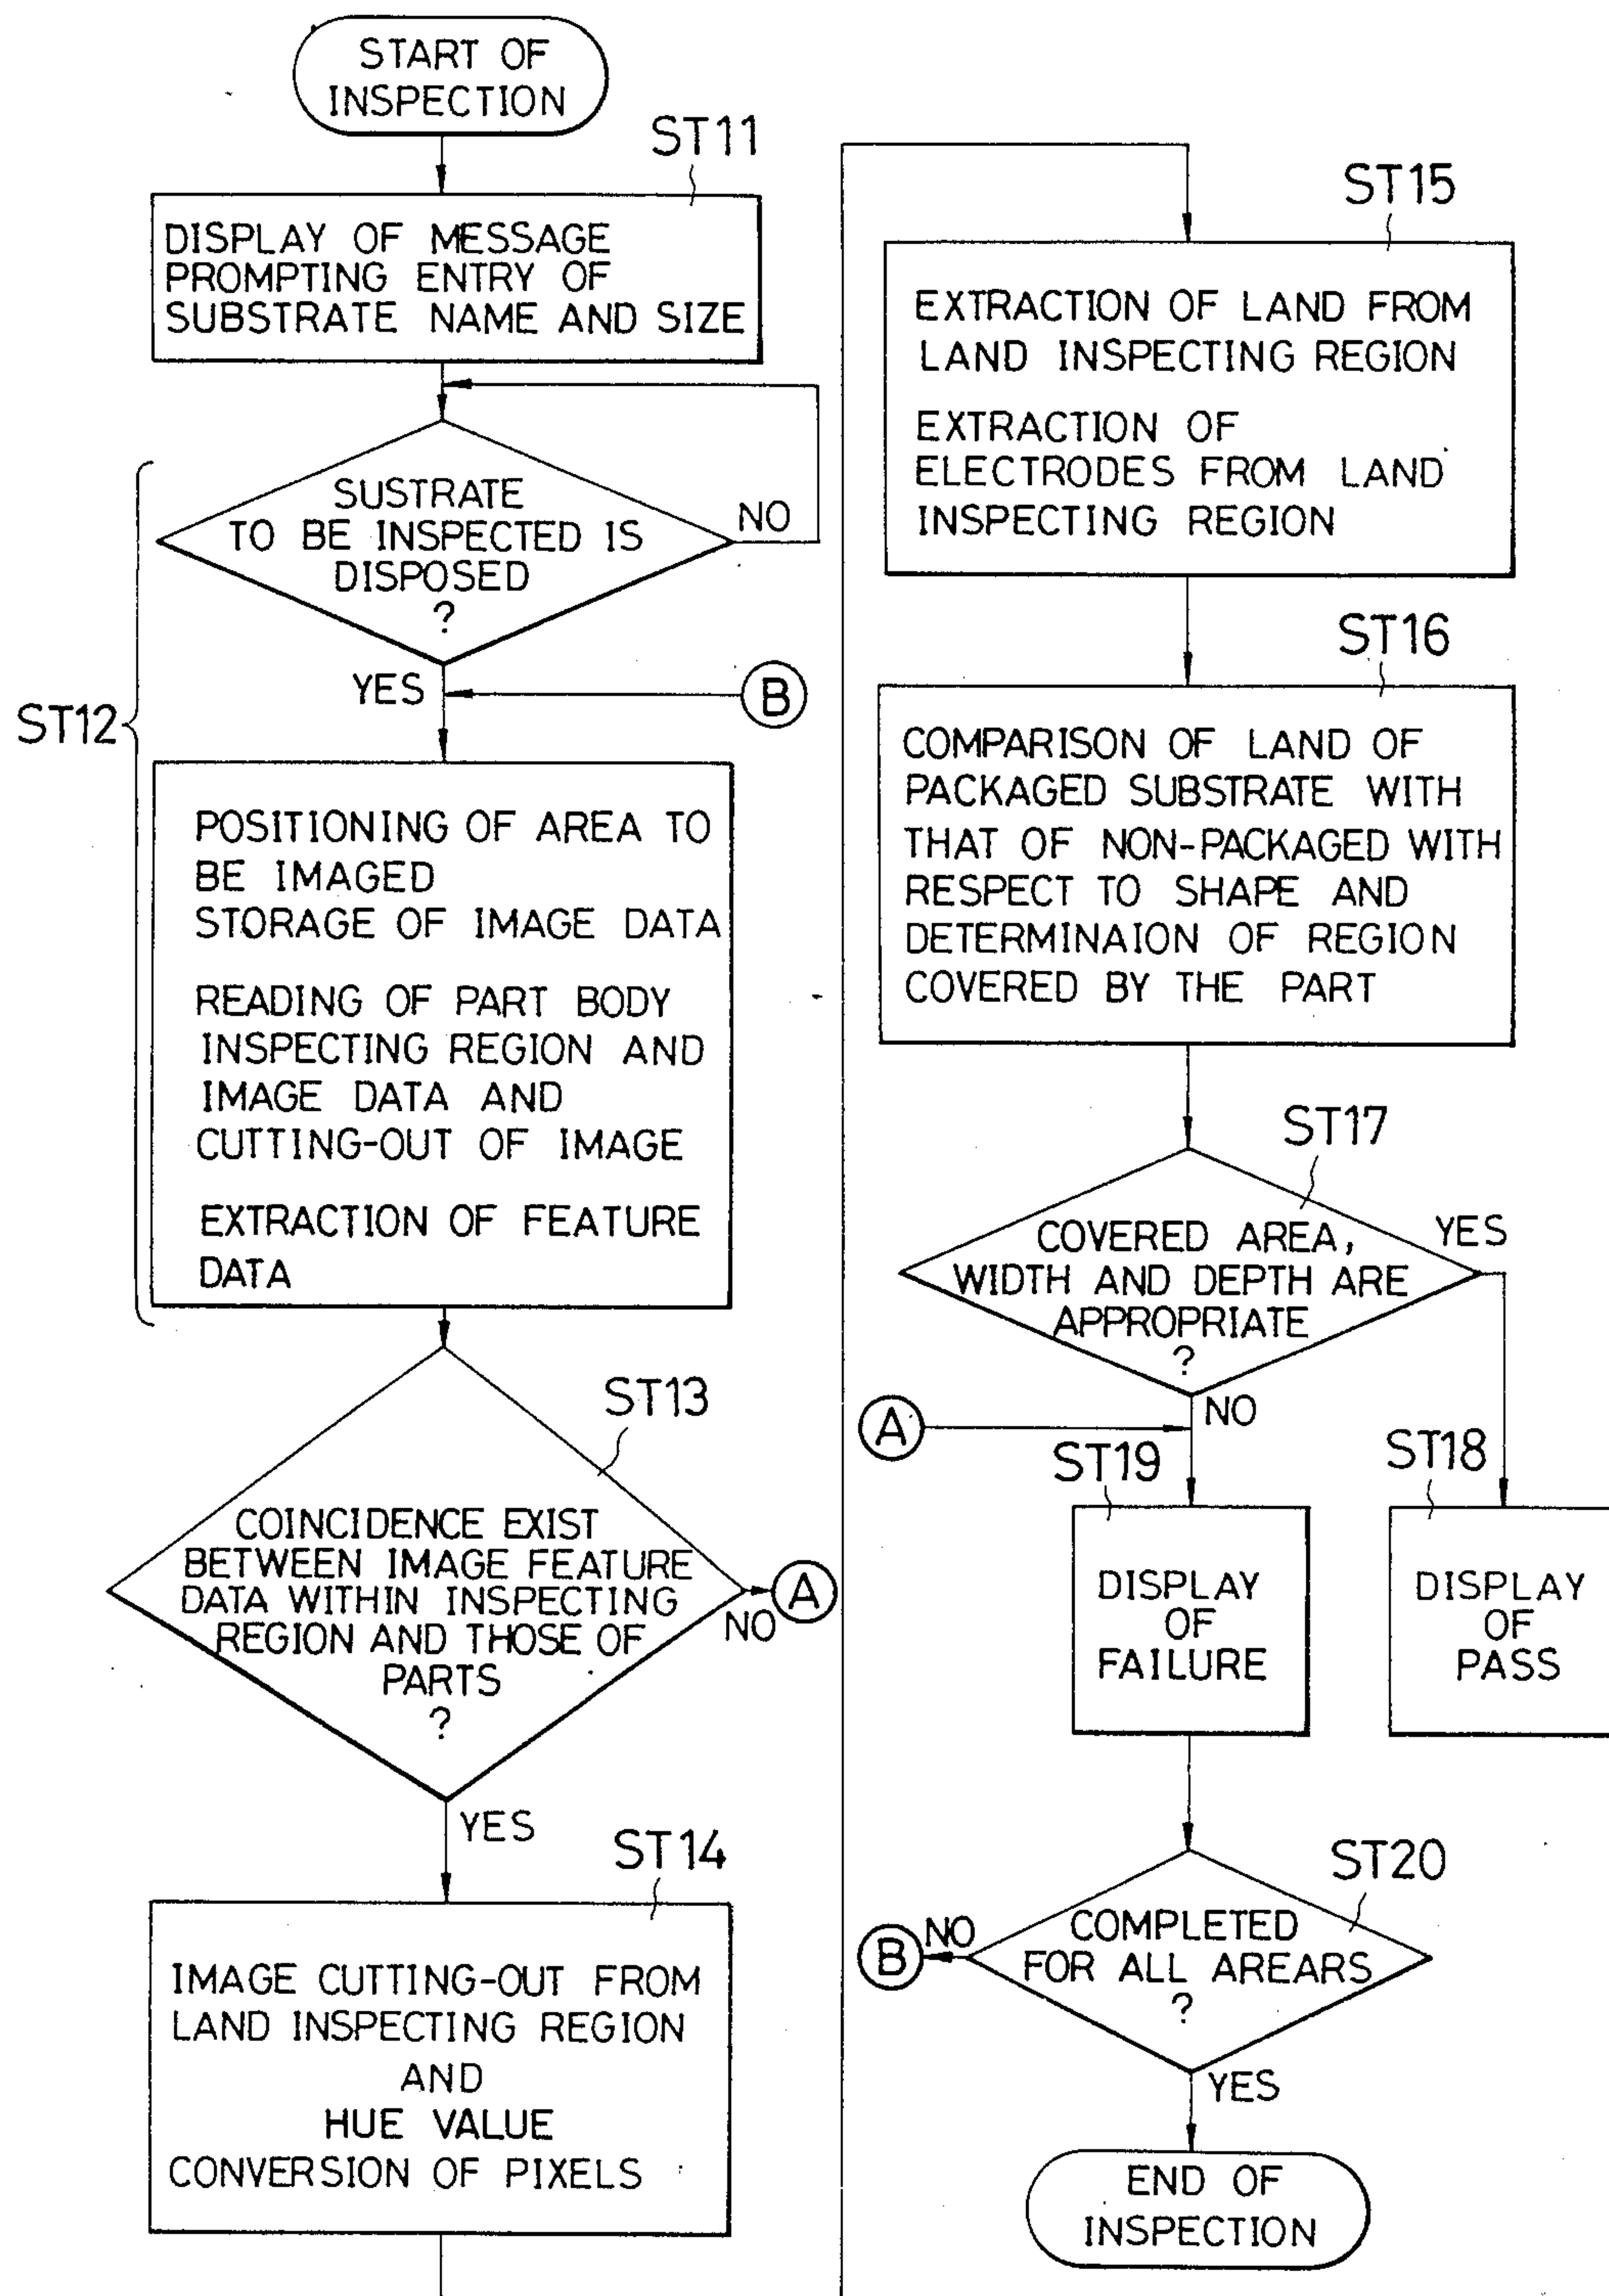 START OF
INSPECTION
ST11
DISPLAY OF MESSAGE
PROMPTING ENTRY OF
SUBSTRATE NAME AND SIZE
SUSTRATE
TO BE INSPECTED IS
DISPOSED
?
NO
YES
B
ST12
POSITIONING OF AREA TO
BE IMAGED
STORAGE OF IMAGE DATA
READING OF PART BODY
INSPECTING REGION AND
IMAGE DATA AND
CUTTING-OUT OF IMAGE
EXTRACTION OF FEATURE
DATA
ST13
COINCIDENCE EXIST
BETWEEN IMAGE FEATURE
DATA WITHIN INSPECTING
REGION AND THOSE OF
PARTS
?
NO
A
YES
ST14
IMAGE CUTTING-OUT FROM
LAND INSPECTING REGION
AND
HUE VALUE
CONVERSION OF PIXELS
ST15
EXTRACTION OF LAND FROM
LAND INSPECTING REGION
EXTRACTION OF
ELECTRODES FROM LAND
INSPECTING REGION
ST16
COMPARISON OF LAND OF
PACKAGED SUBSTRATE WITH
THAT OF NON-PACKAGED WITH
RESPECT TO SHAPE AND
DETERMINAION OF REGION
COVERED BY THE PART
ST17
COVERED AREA,
WIDTH AND DEPTH ARE
APPROPRIATE
?
YES
NO
A
ST19
DISPLAY
OF
FAILURE
ST18
DISPLAY
OF
PASS
ST20
COMPLETED
FOR ALL AREARS
?
NO
B
YES
END OF
INSPECTION